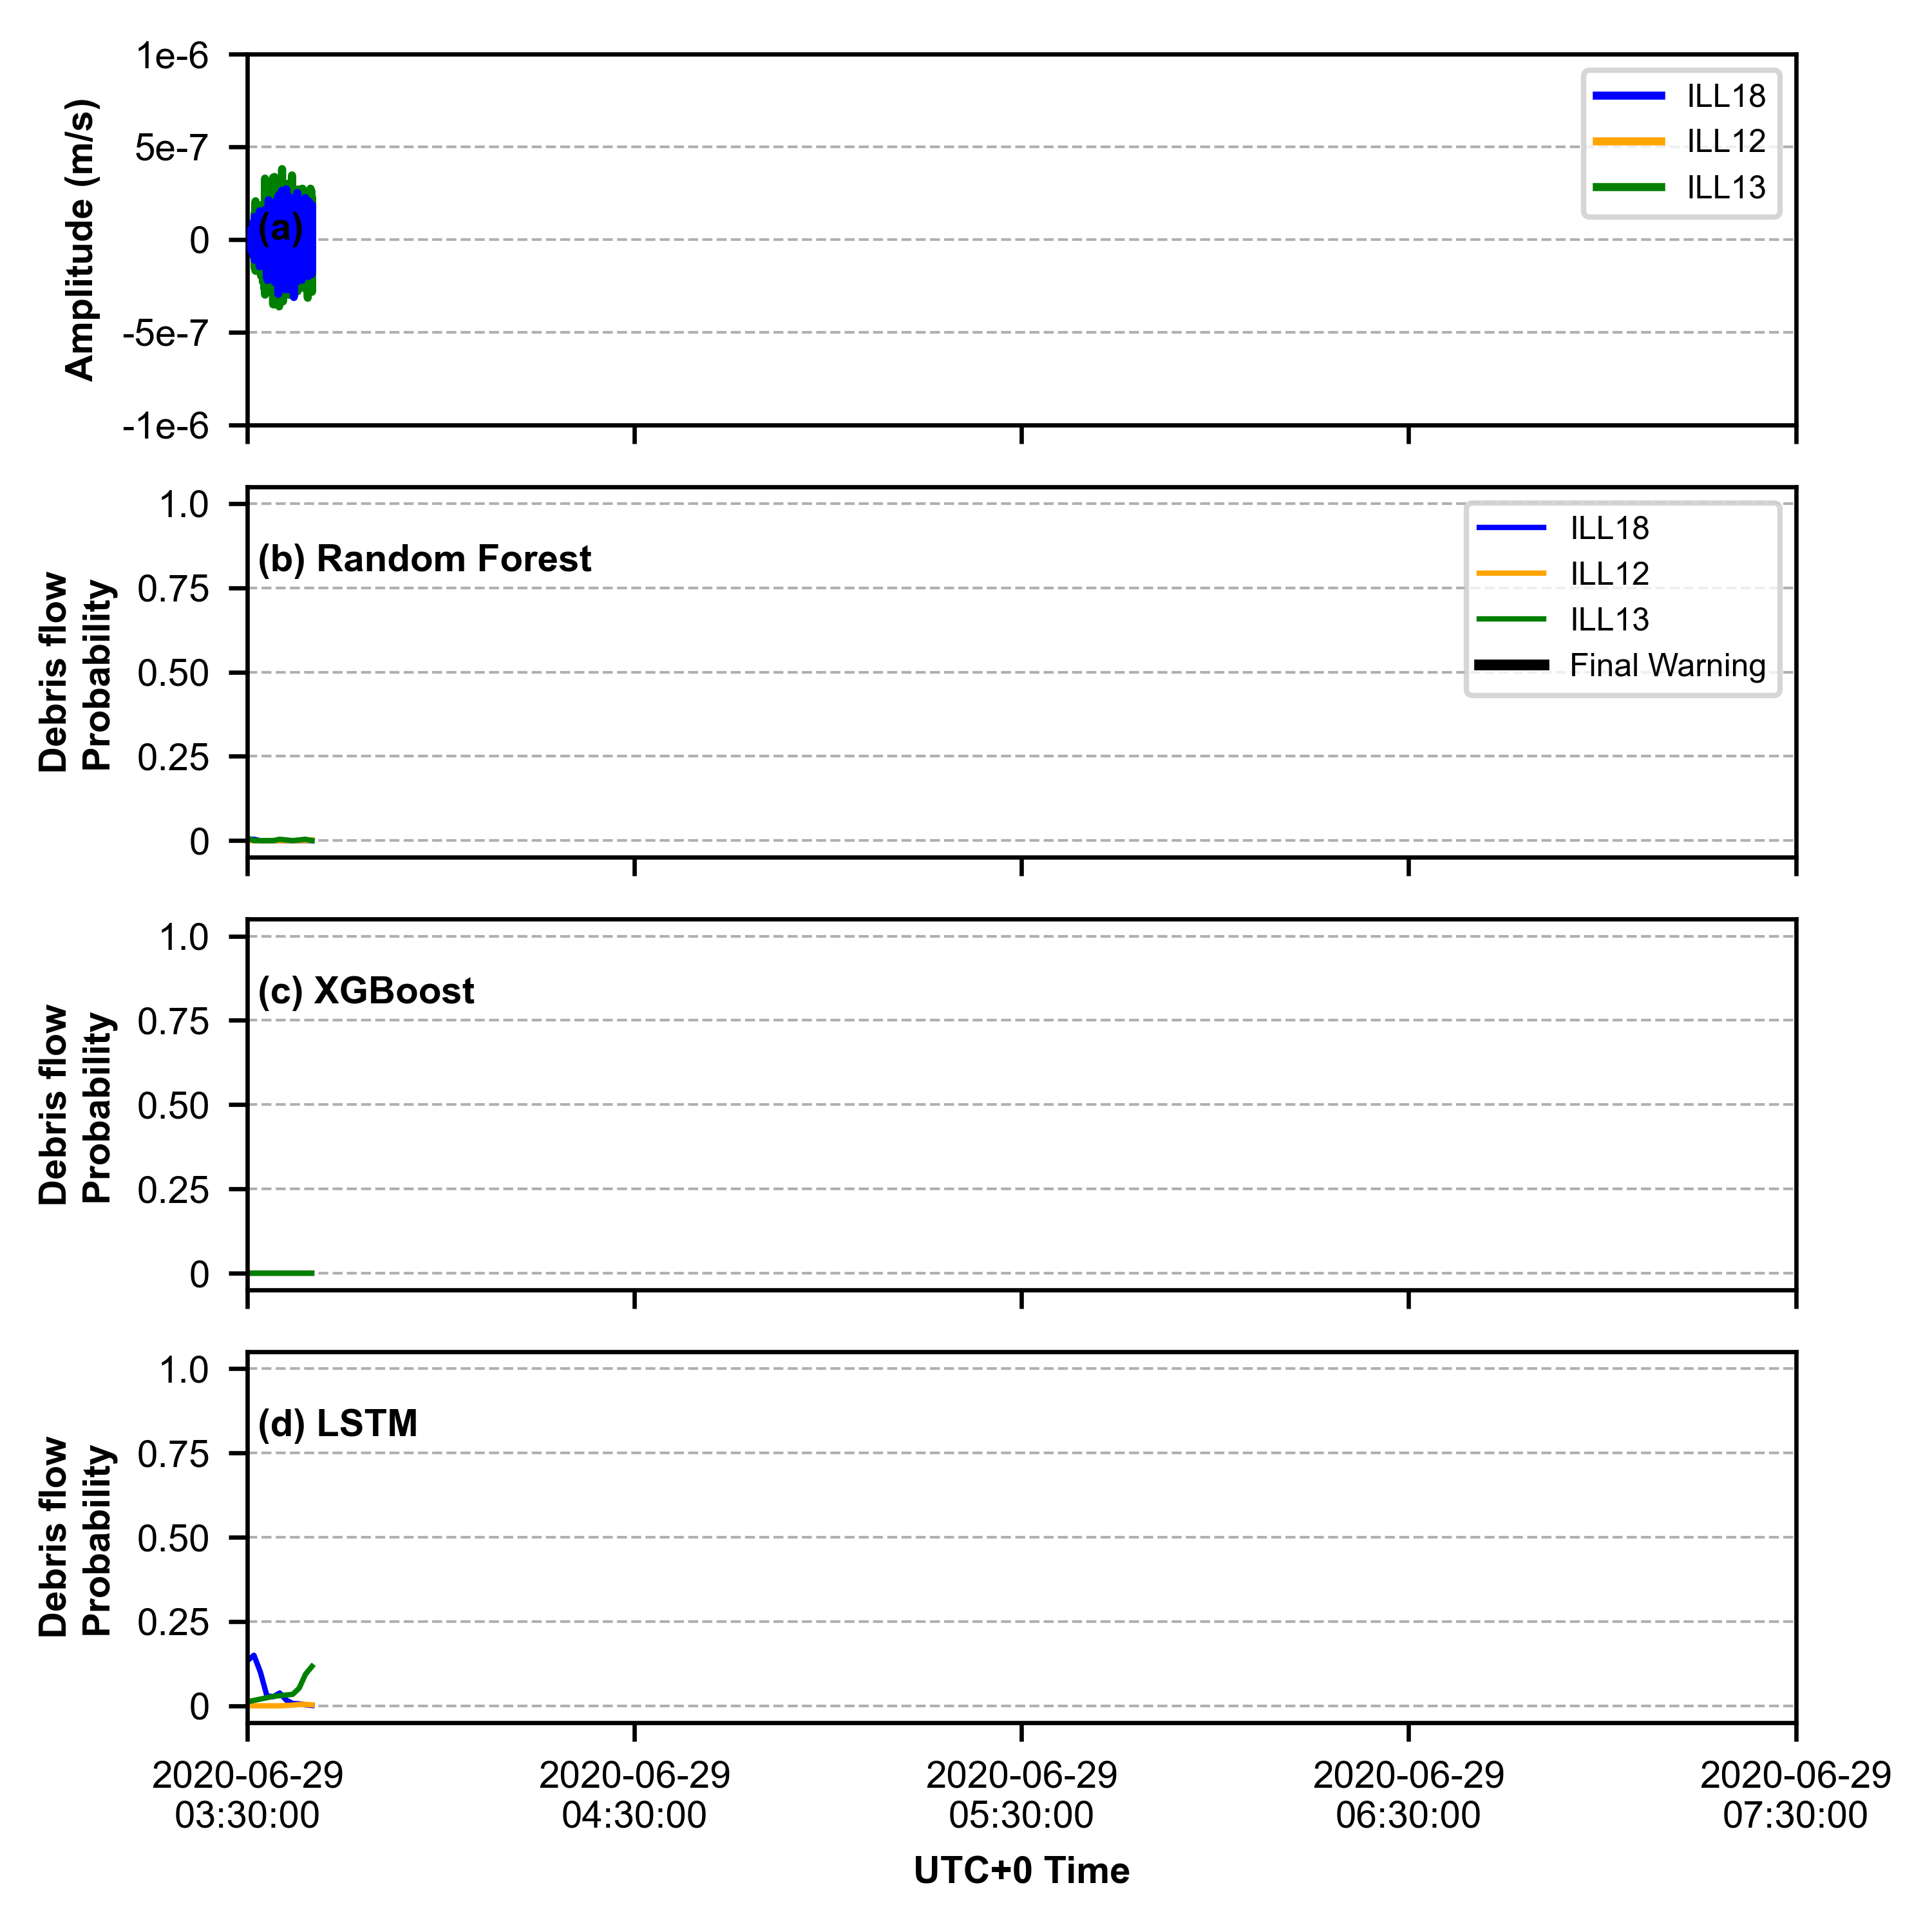 1e-6
5e-7
0
-5e-7
-1e-6
Amplitude (m/s)
(a)
ILL18
ILL12
ILL13
1.0
0.75
0.50
0.25
0
Debris flow
Probability
(b) Random Forest
ILL18
ILL12
ILL13
Final Warning
1.0
0.75
0.50
0.25
0
Debris flow
Probability
(c) XGBoost
1.0
0.75
0.50
0.25
0
Debris flow
Probability
(d) LSTM
2020-06-29
03:30:00
2020-06-29
04:30:00
2020-06-29
05:30:00
2020-06-29
06:30:00
2020-06-29
07:30:00
UTC+0 Time